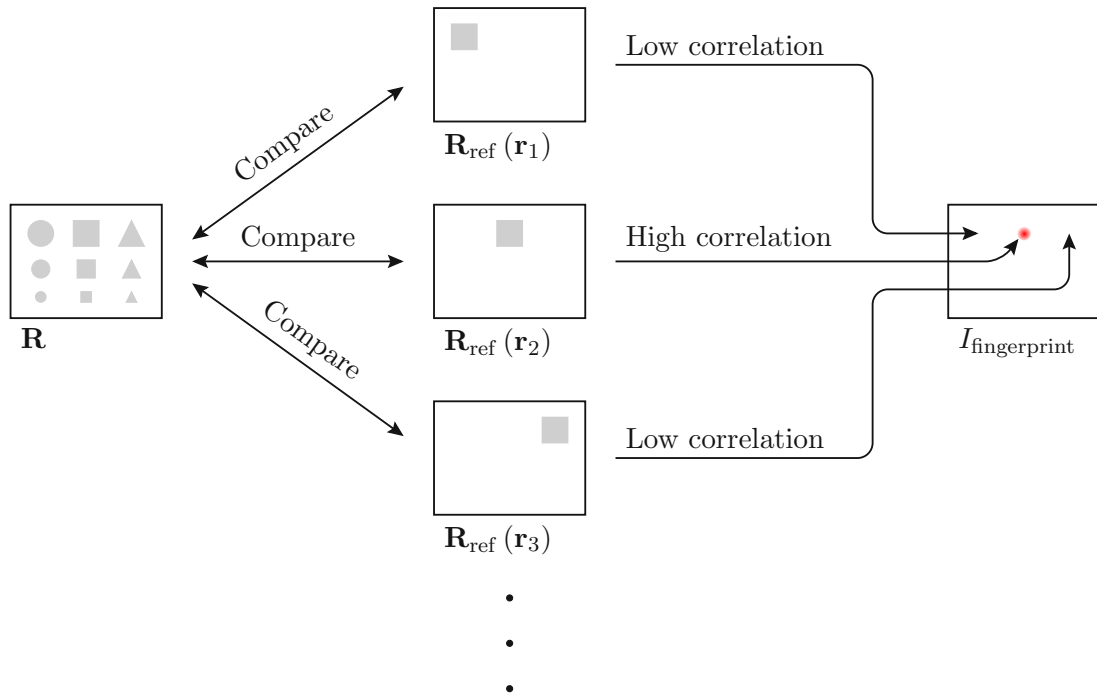 Low correlation
Compare
R_ref (r_1)
Compare
High correlation
R
Compare
R_ref (r_2)
I_fingerprint
Low correlation
R_ref (r_3)